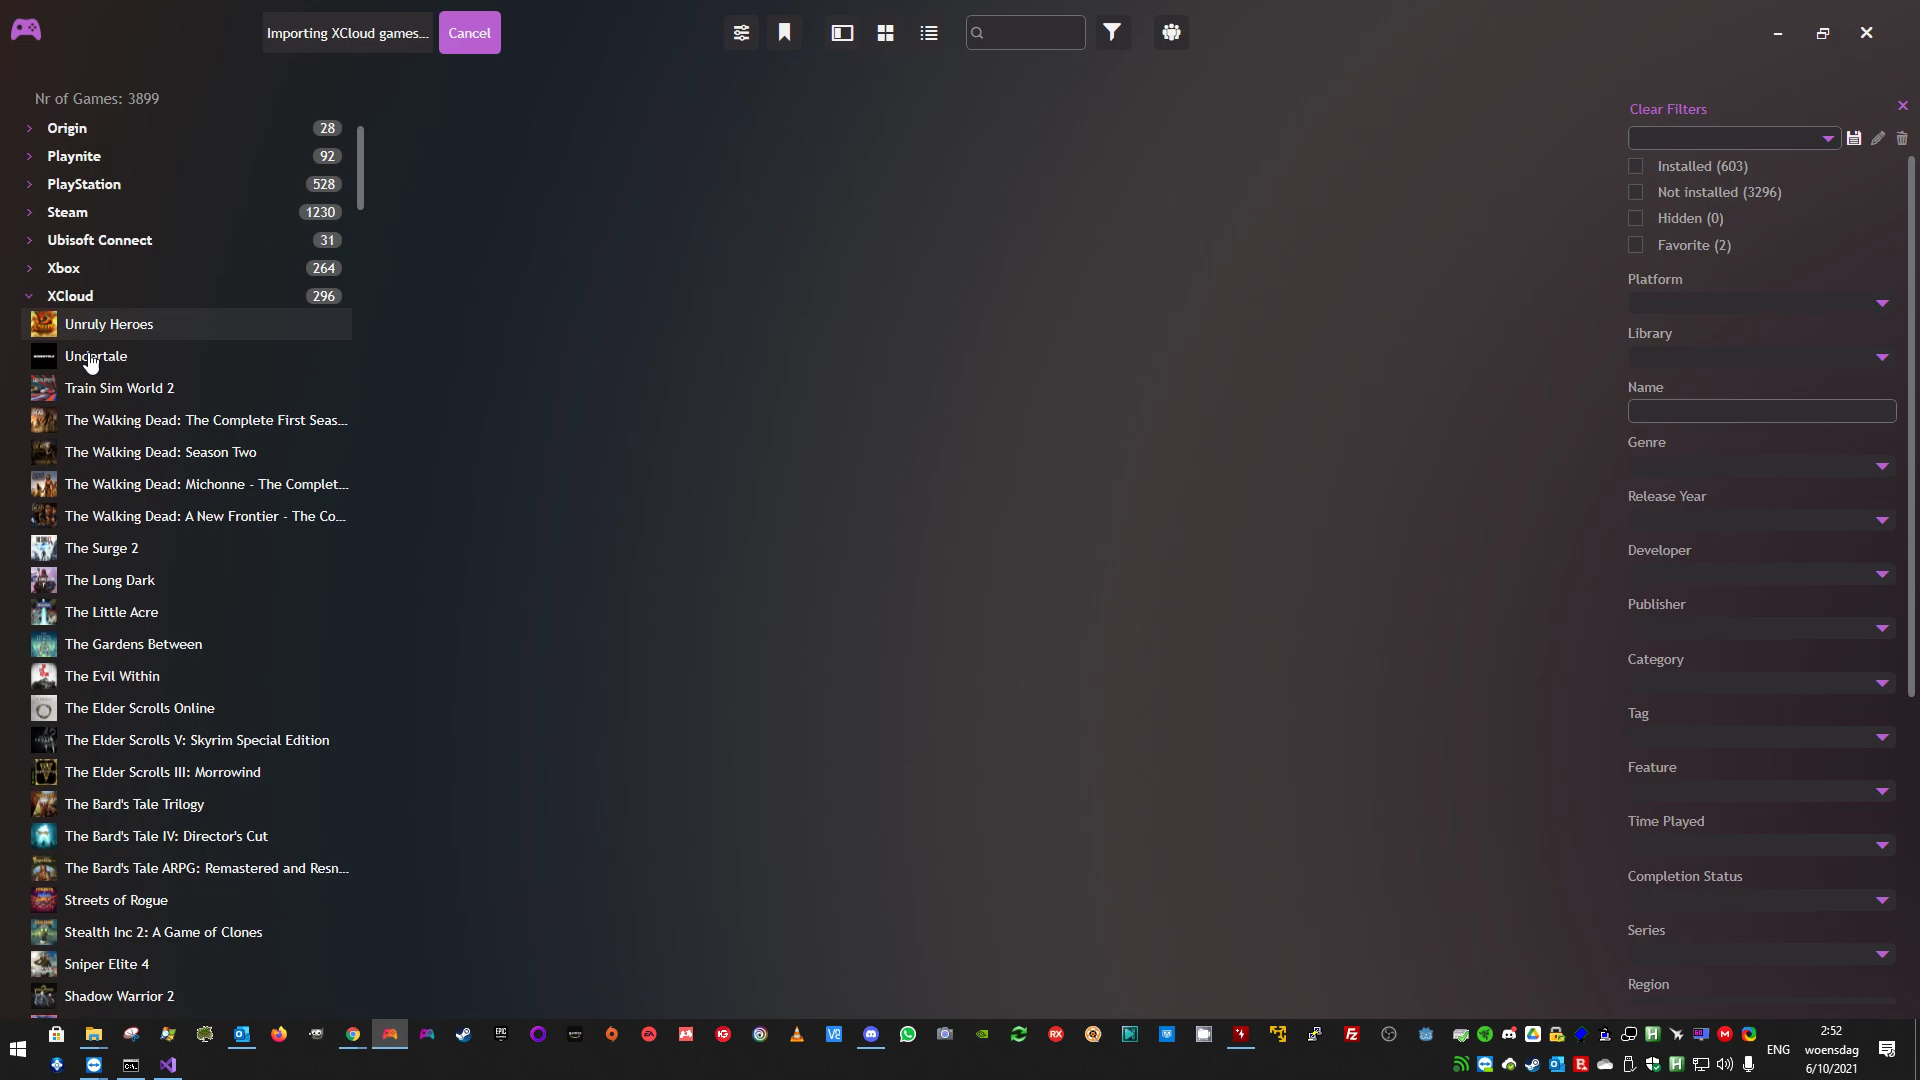 Importing XCloud games... Cancel
Nr of Games: 3899
Origin 28
Playnite 92
PlayStation 528
Steam 1230
Ubisoft Connect 31
Xbox 264
XCloud 296
Unruly Heroes
Undertale
Train Sim World 2
The Walking Dead: The Complete First Seas...
The Walking Dead: Season Two
The Walking Dead: Michonne - The Complet...
The Walking Dead: A New Frontier - The Co...
The Surge 2
The Long Dark
The Little Acre
The Gardens Between
The Evil Within
The Elder Scrolls Online
The Elder Scrolls V: Skyrim Special Edition
The Elder Scrolls III: Morrowind
The Bard's Tale Trilogy
The Bard's Tale IV: Director's Cut
The Bard's Tale ARPG: Remastered and Resn...
Streets of Rogue
Stealth Inc 2: A Game of Clones
Sniper Elite 4
Shadow Warrior 2
Clear Filters
Installed (603)
Not installed (3296)
Hidden (0)
Favorite (2)
Platform
Library
Name
Genre
Release Year
Developer
Publisher
Category
Tag
Feature
Time Played
Completion Status
Series
Region
ENG
2:52
woensdag
6/10/2021